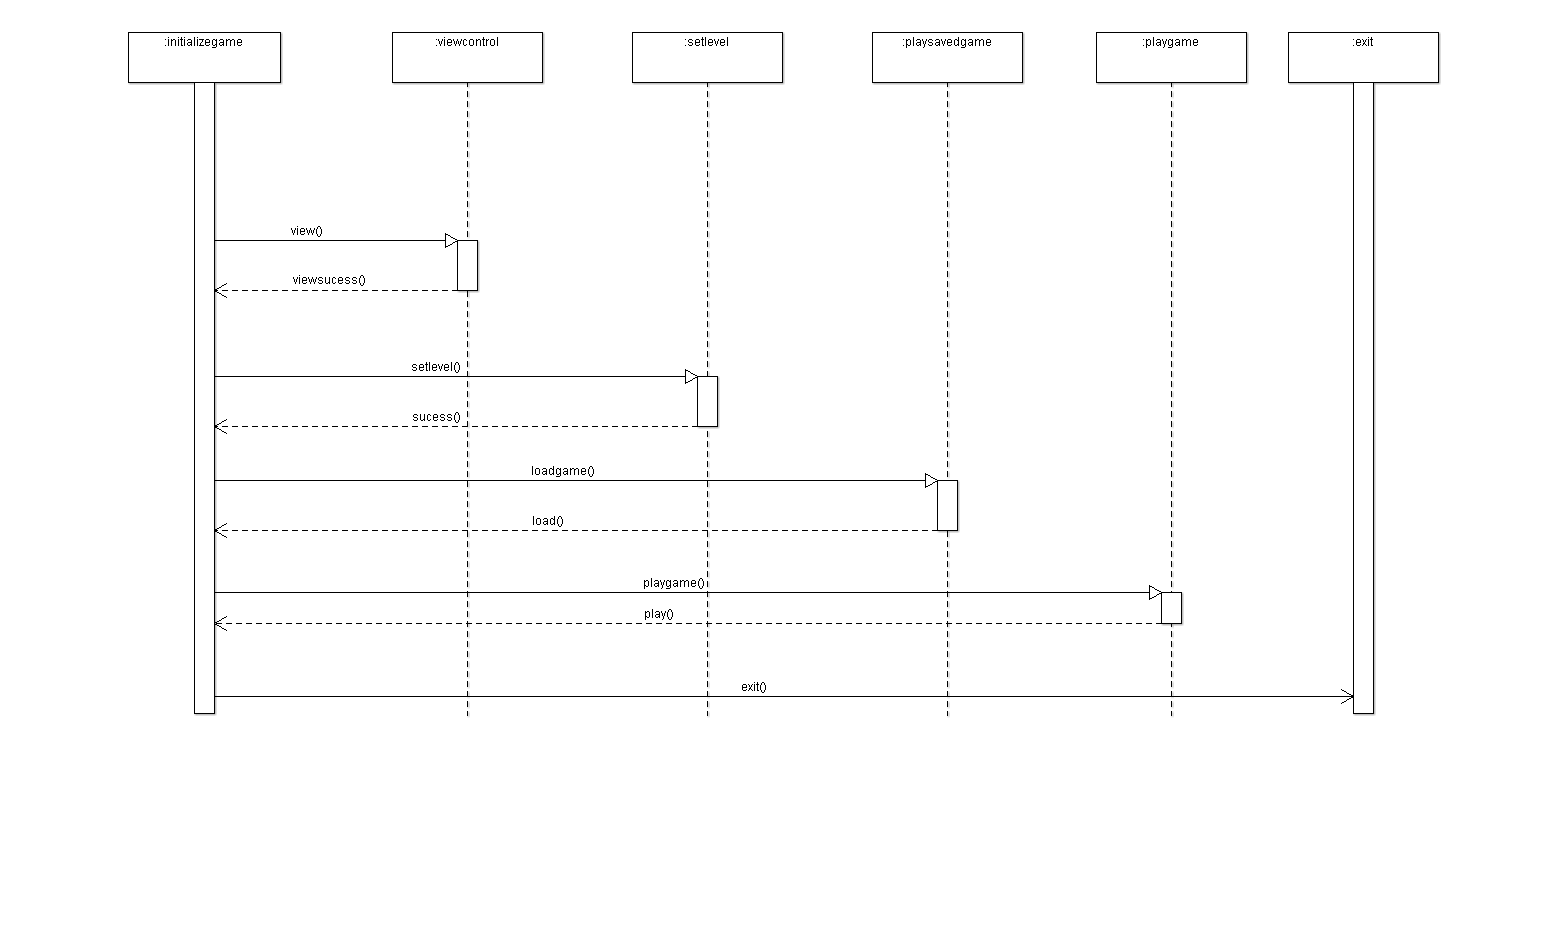 :initializegame
:viewcontrol
:setlevel
:playsavedgame
:playgame
:exit
view()
viewsucess()
setlevel()
sucess()
loadgame()
load()
playgame()
play()
exit()